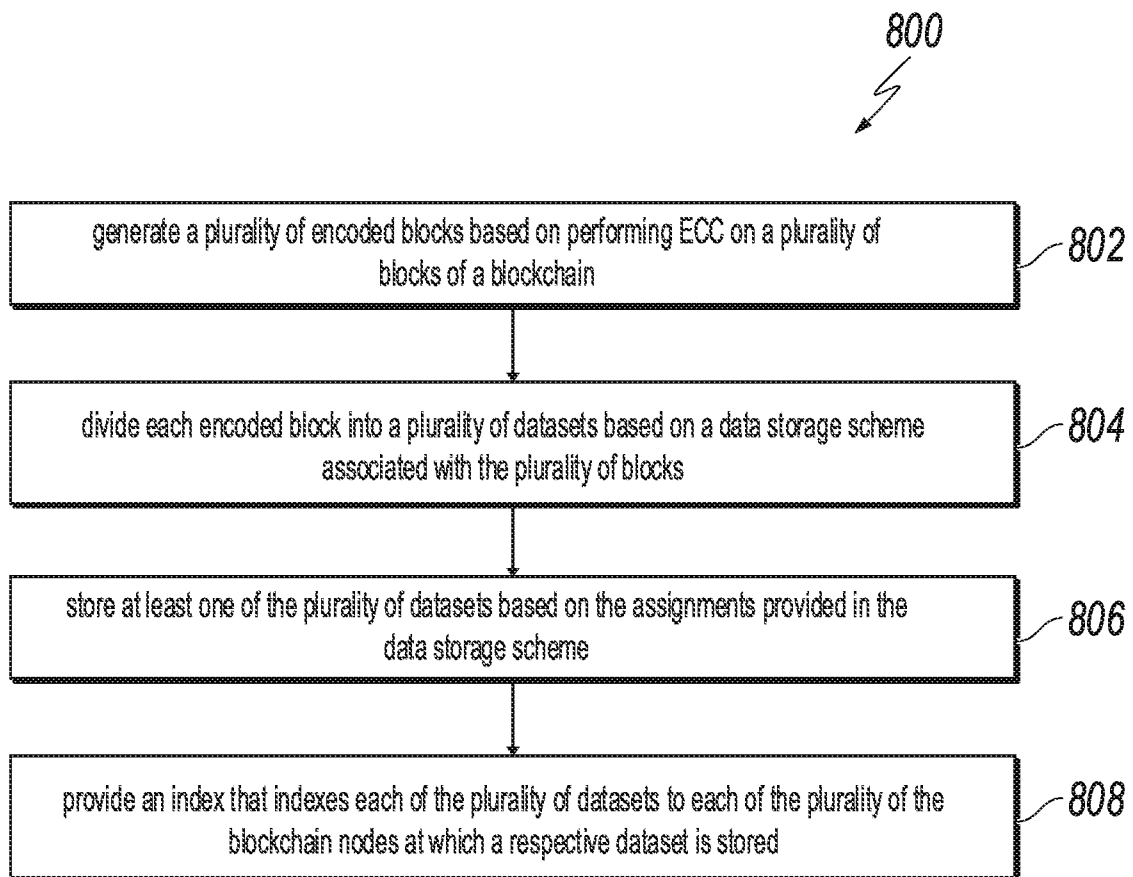 800
generate a plurality of encoded blocks based on performing ECC on a plurality of
blocks of a blockchain
802
divide each encoded block into a plurality of datasets based on a data storage scheme
associated with the plurality of blocks
804
store at least one of the plurality of datasets based on the assignments provided in the
data storage scheme
806
provide an index that indexes each of the plurality of datasets to each of the plurality of the
blockchain nodes at which a respective dataset is stored
808